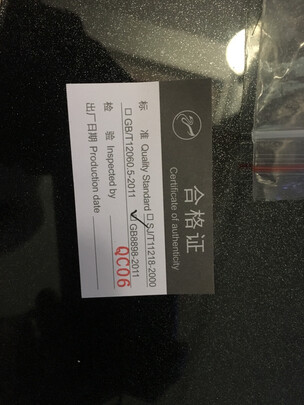 合格证
Certificate of authenticity
标 准 Quality Standard □ SJ/T11218-2000
□ GB/T12060.5-2011 ☑ GB8898-2011
检 验 Inspected by QC06
出厂日期 Production date